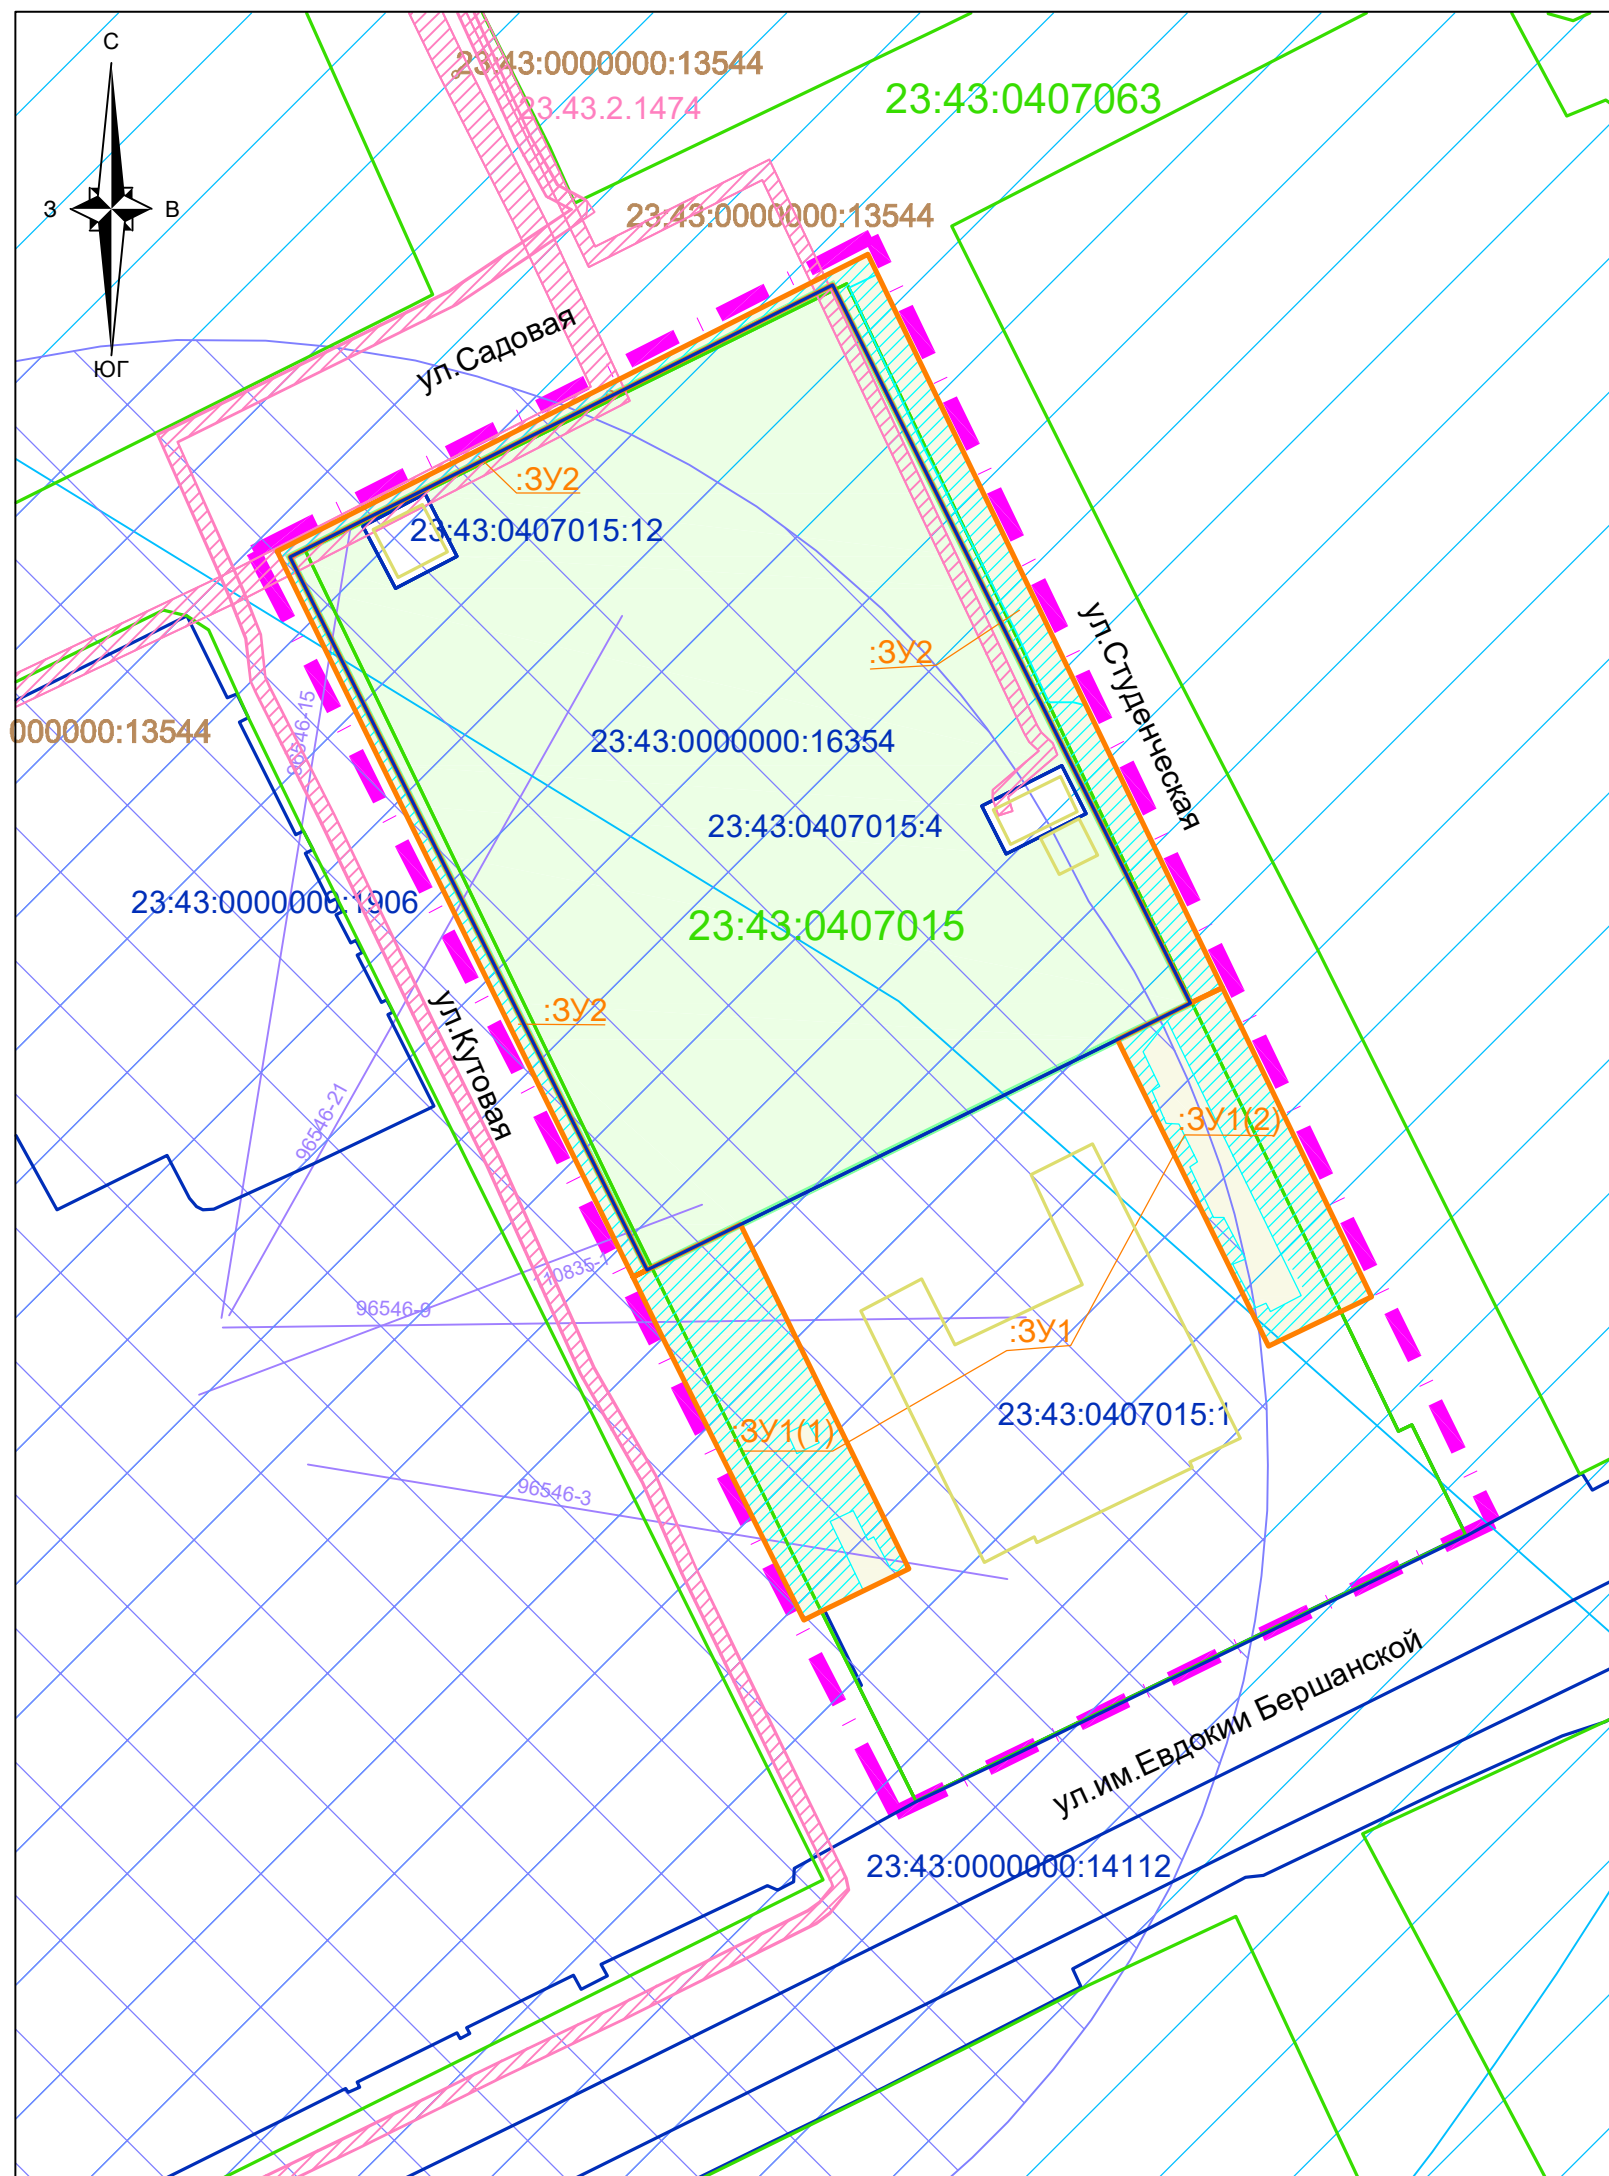 С
23:43:0000000:13544
23:43:0407063
23.43.2.1474
З
В
23:43:0000000:13544
ЮГ
ул.Садовая
:ЗУ2
23:43:0407015:12
ул.Студенческая
:ЗУ2
96546-15
000000:13544
23:43:0000000:16354
23:43:0407015:4
23:43:0000000:1906
23:43:0407015
:ЗУ2
ул.Кутовая
96546-21
:ЗУ1(2)
10835-1
96546-9
:ЗУ1
23:43:0407015:1
:ЗУ1(1)
96546-3
ул.им.Евдокии Бершанской
23:43:0000000:14112